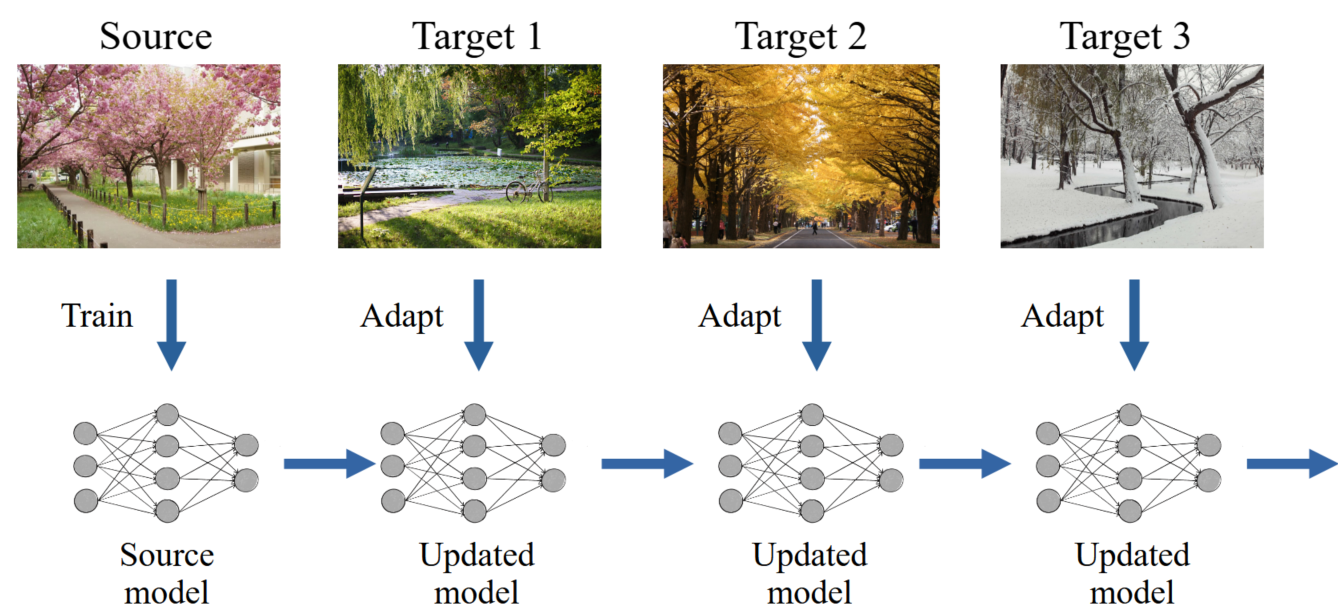 Source
Target 1
Target 2
Target 3
Train
Adapt
Adapt
Adapt
Source
model
Updated
model
Updated
model
Updated
model